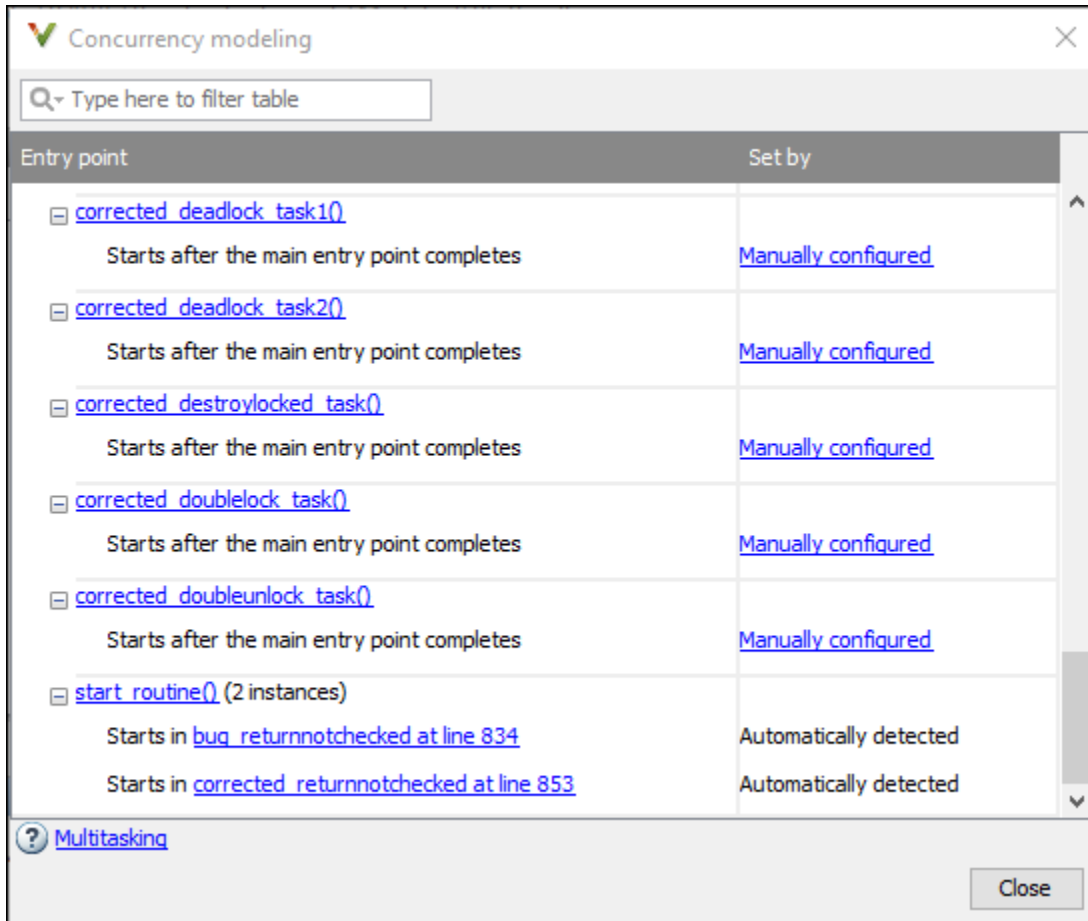 Concurrency modeling
Type here to filter table
Entry point Set by
corrected_deadlock_task1()
Starts after the main entry point completes Manually configured
corrected_deadlock_task2()
Starts after the main entry point completes Manually configured
corrected_destroylocked_task()
Starts after the main entry point completes Manually configured
corrected_doublelock_task()
Starts after the main entry point completes Manually configured
corrected_doubleunlock_task()
Starts after the main entry point completes Manually configured
start_routine() (2 instances)
Starts in bug_returnnotchecked at line 834 Automatically detected
Starts in corrected_returnnotchecked at line 853 Automatically detected
? Multitasking
Close